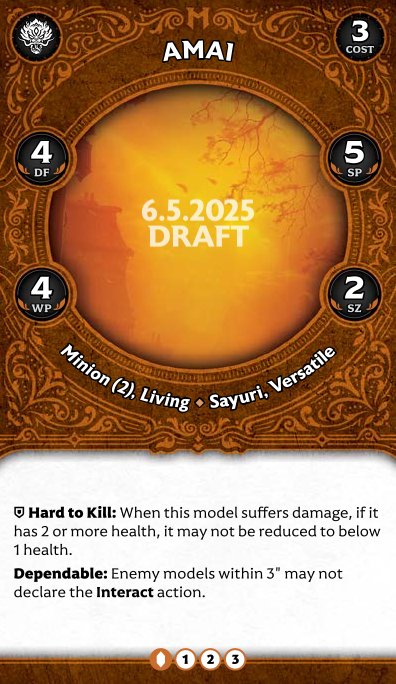 AMAI
3
COST
4
DF
5
SP
6.5.2025
DRAFT
4
WP
2
SZ
Minion (2), Living • Sayuri, Versatile
Hard to Kill: When this model suffers damage, if it
has 2 or more health, it may not be reduced to below
1 health.
Dependable: Enemy models within 3" may not
declare the Interact action.
1 2 3